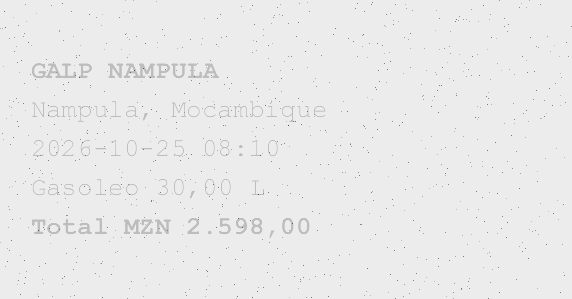 GALP NAMPULA
Nampula, Mocambique
2026-10-25 08:10
Gasoleo 30,00 L
Total MZN 2.598,00